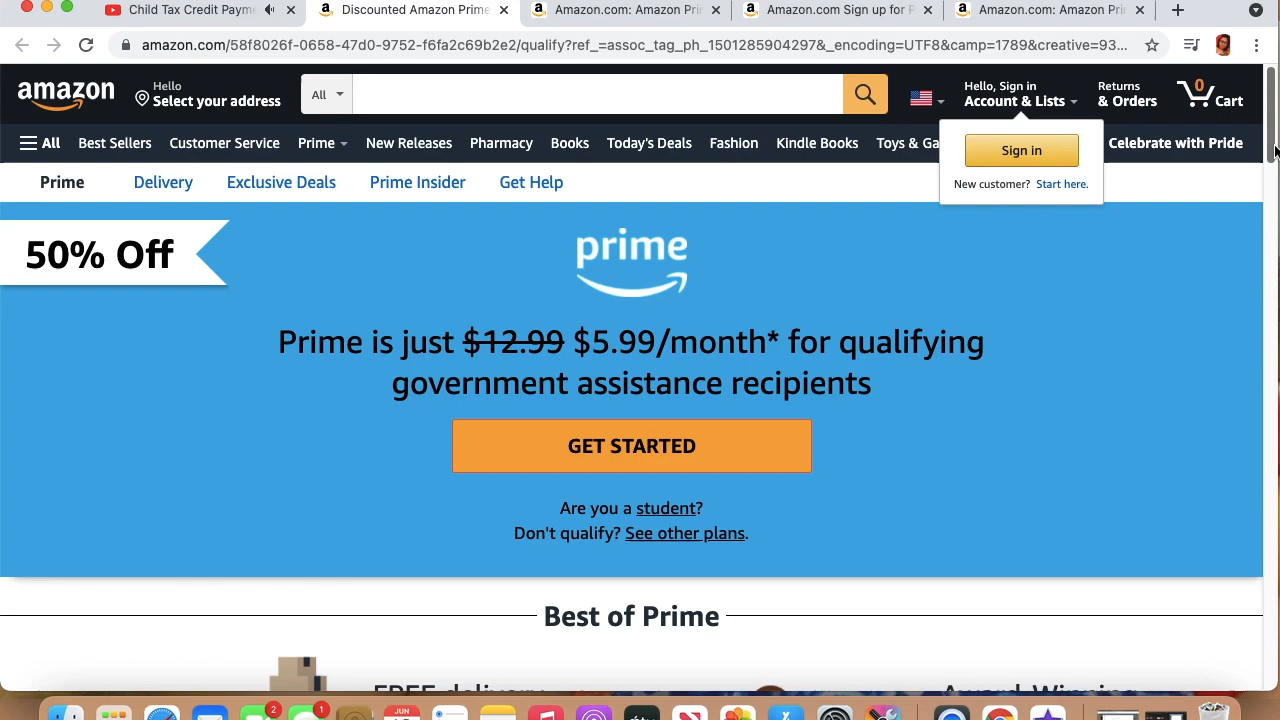 Child Tax Credit Payme
Discounted Amazon Prime
Amazon.com: Amazon Pri
Amazon.com Sign up for P
Amazon.com: Amazon Pri
amazon.com/58f8026f-0658-47d0-9752-f6fa2c69b2e2/qualify?ref_=assoc_tag_ph_1501285904297&_encoding=UTF8&camp=1789&creative=93...
amazon
Hello
Select your address
All
Hello, Sign in
Account & Lists
Returns
& Orders
0
Cart
All
Best Sellers
Customer Service
Prime
New Releases
Pharmacy
Books
Today's Deals
Fashion
Kindle Books
Toys & Ga
Celebrate with Pride
Sign in
New customer? Start here.
Prime
Delivery
Exclusive Deals
Prime Insider
Get Help
50% Off
prime
Prime is just $12.99 $5.99/month* for qualifying
government assistance recipients
GET STARTED
Are you a student?
Don't qualify? See other plans.
Best of Prime
FREE delivery
Award-Winning
2
1
JUN